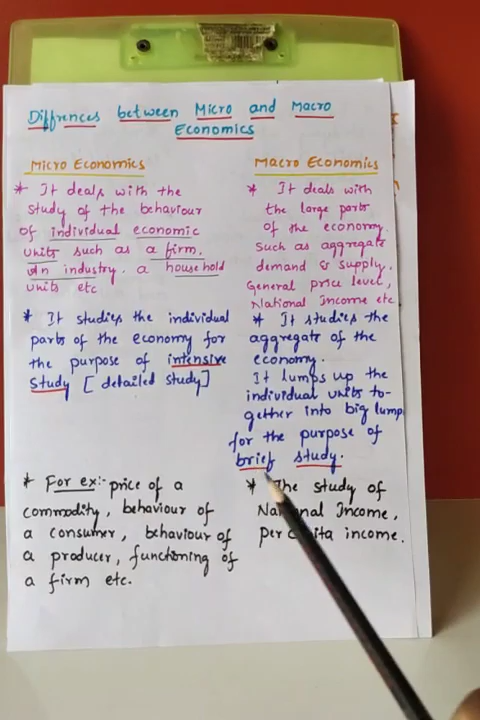 Diffrences between Micro and Macro
Economics
Micro Economics
* It deals with the
study of the behaviour
of individual economic
units such as a firm.
An industry. a household
units etc
* It studies the individual
parts of the economy for
the purpose of intensive
study [detailed study]
* For ex:- price of a
commodity, behaviour of
a consumer, behaviour of
a producer, functioning of
a firm etc.
Macro Economics
* It deals with
the large parts
of the economy.
Such as aggregate
demand & supply.
General price level,
National Income etc
* It studies the
aggregate of the
economy.
It lumps up the
individual units to-
gether into big lump
for the purpose of
brief study.
* The study of
National Income,
per capita income.